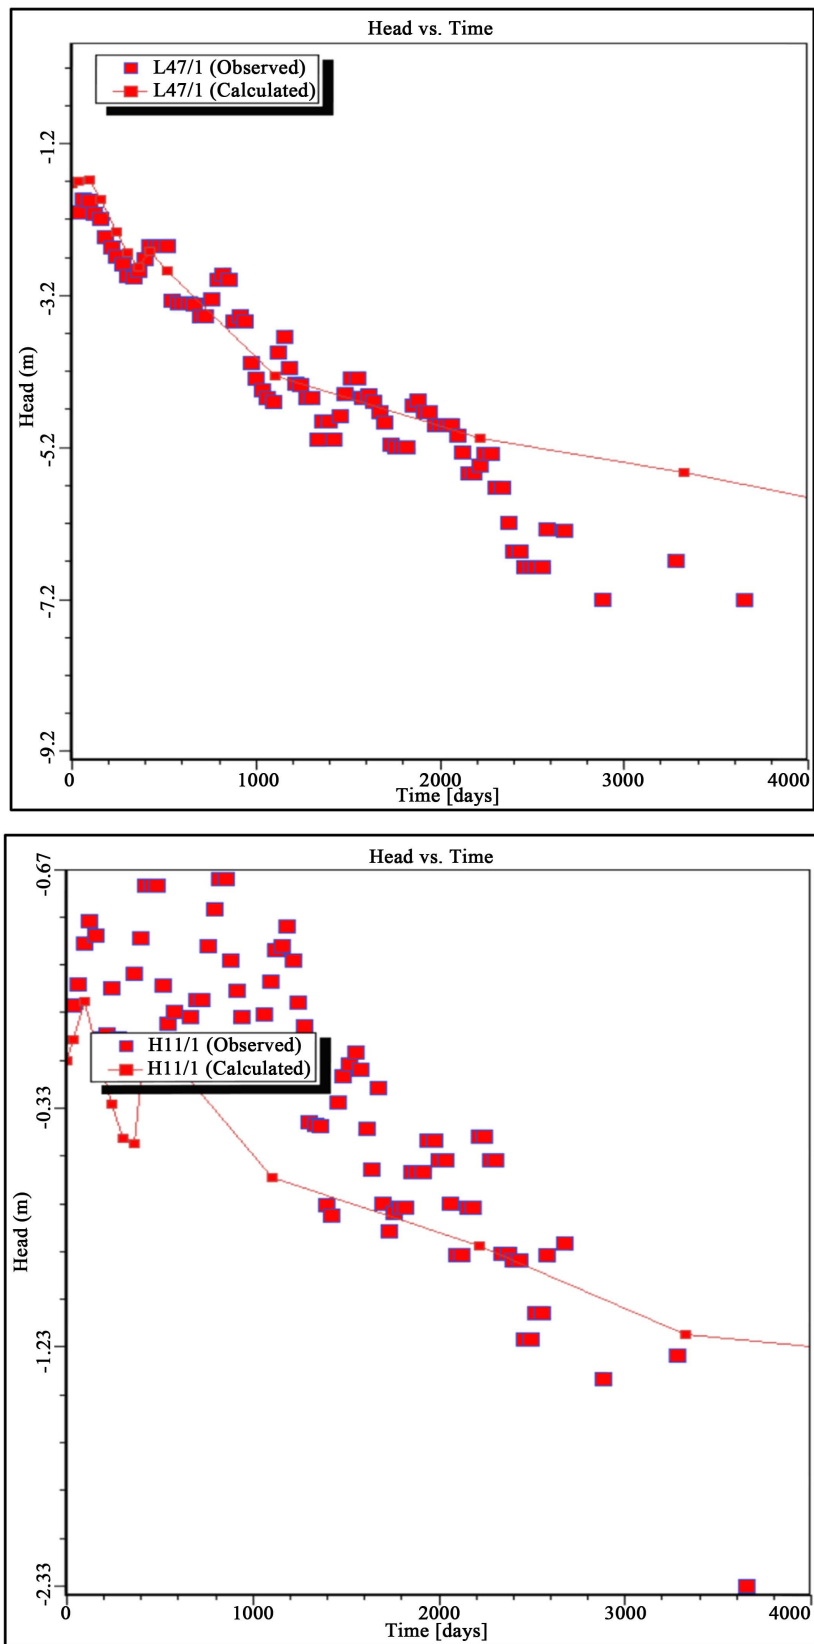 Head vs. Time
L47/1 (Observed)
L47/1 (Calculated)
-1.2
-3.2
-5.2
-7.2
-9.2
Head (m)
0 1000 2000 3000 4000
Time [days]
Head vs. Time
-0.67
H11/1 (Observed)
H11/1 (Calculated)
-0.33
-1.23
-2.33
Head (m)
0 1000 2000 3000 4000
Time [days]